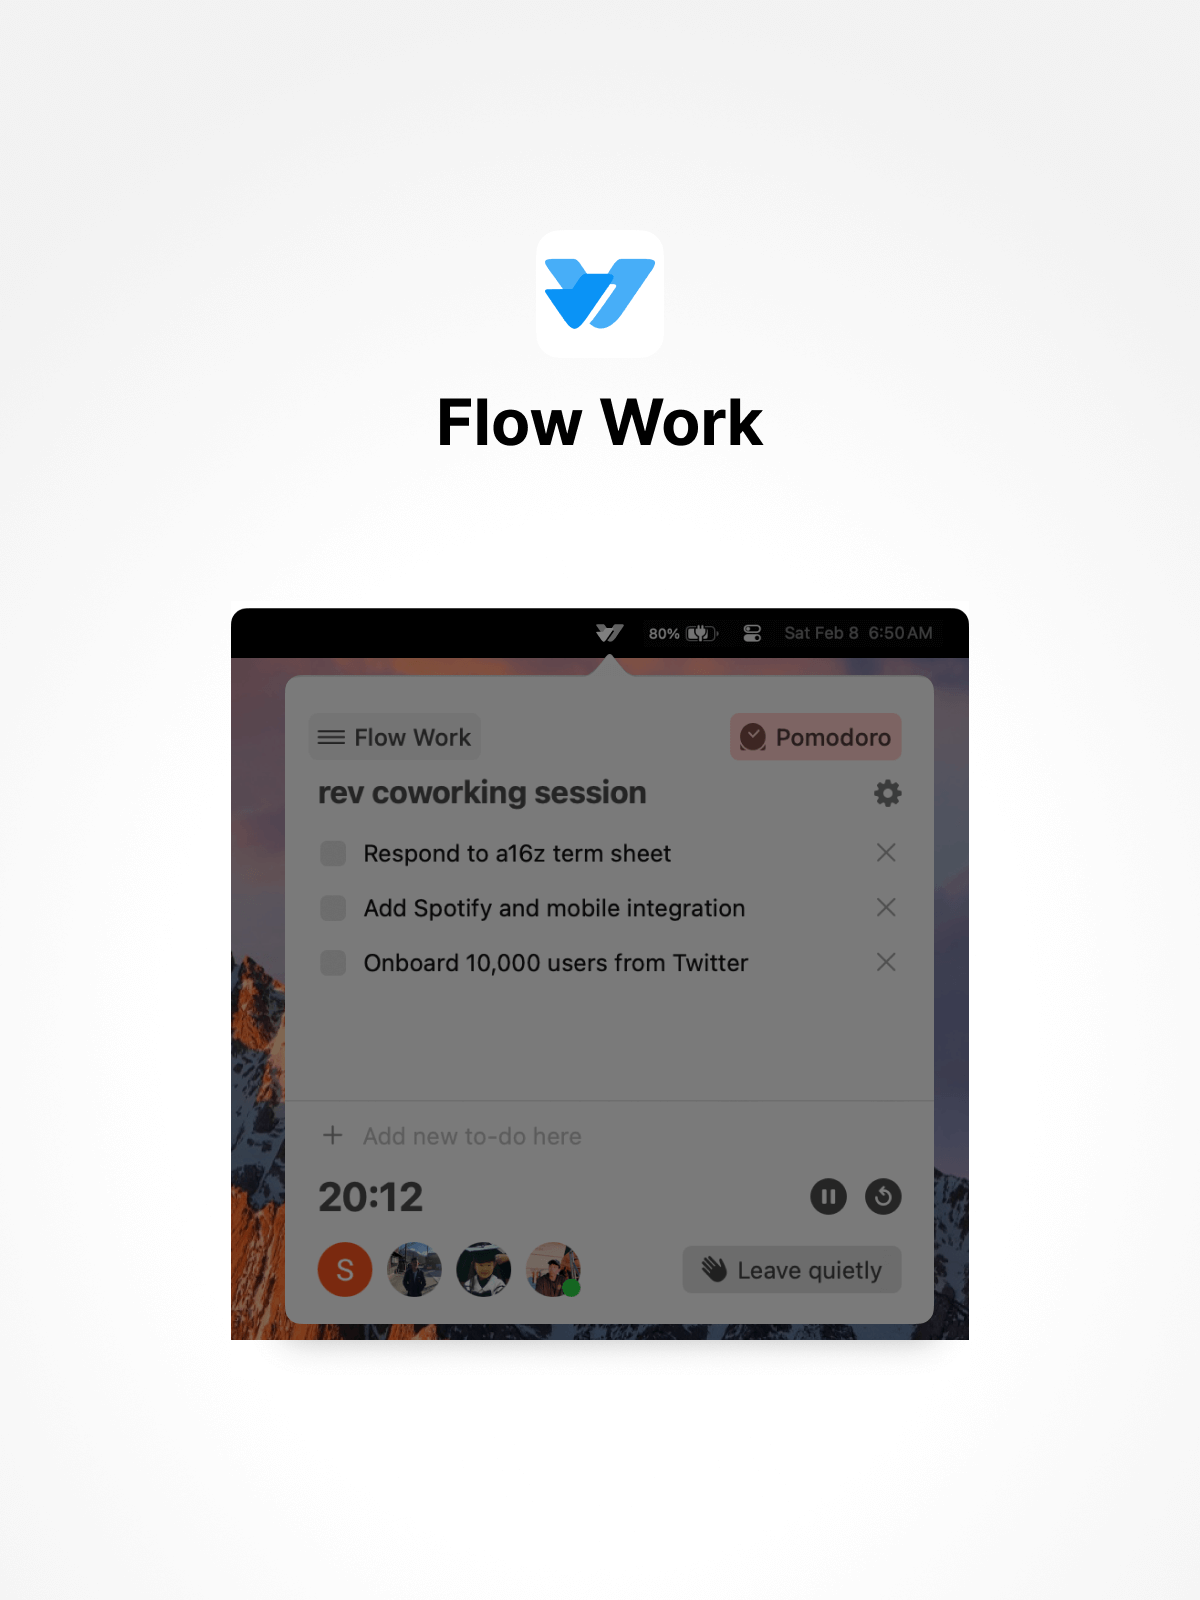 Flow Work
80% Sat Feb 8 6:50 AM
Flow Work Pomodoro
rev coworking session
Respond to a16z term sheet
Add Spotify and mobile integration
Onboard 10,000 users from Twitter
Add new to-do here
20:12
S Leave quietly